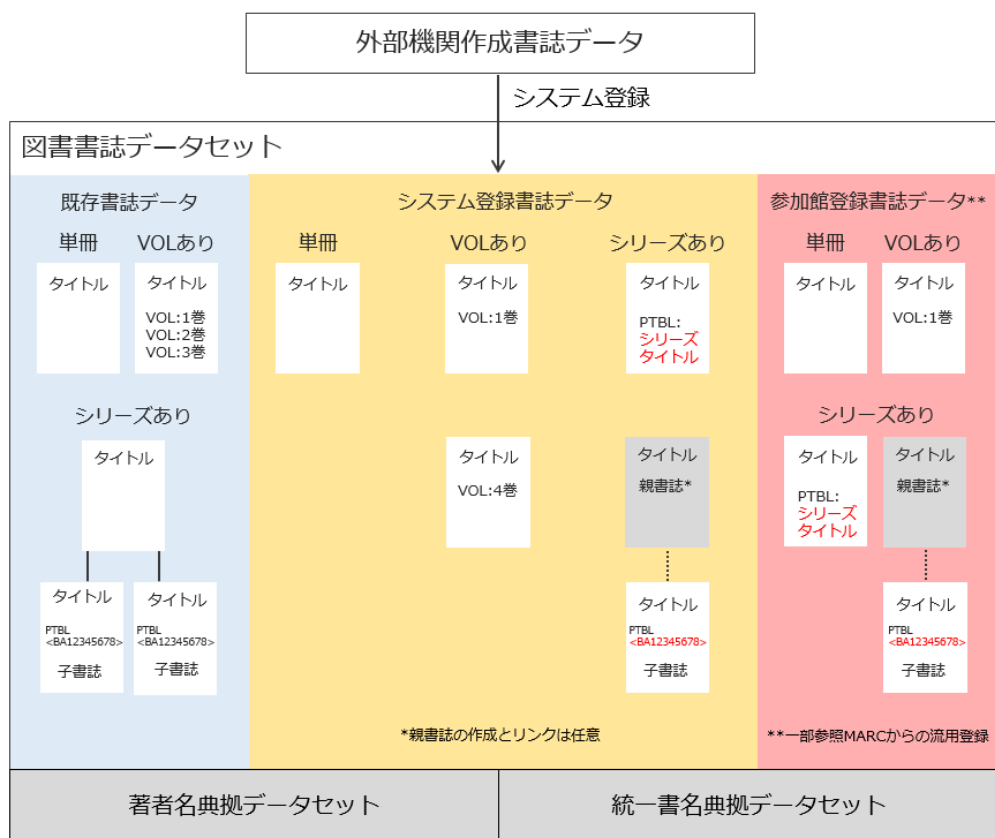 外部機関作成書誌データ
システム登録
図書書誌データセット
既存書誌データ
単冊
VOLあり
タイトル
タイトル
VOL:1巻
VOL:2巻
VOL:3巻
シリーズあり
タイトル
タイトル
PTBL
<BA12345678>
子書誌
タイトル
PTBL
<BA12345678>
子書誌
システム登録書誌データ
単冊
VOLあり
シリーズあり
タイトル
タイトル
VOL:1巻
タイトル
PTBL:
シリーズ
タイトル
タイトル
VOL:4巻
タイトル
親書誌*
タイトル
PTBL
<BA12345678>
子書誌
*親書誌の作成とリンクは任意
参加館登録書誌データ**
単冊
VOLあり
タイトル
タイトル
VOL:1巻
シリーズあり
タイトル
PTBL:
シリーズ
タイトル
タイトル
親書誌*
タイトル
PTBL
<BA12345678>
子書誌
**一部参照MARCからの流用登録
著者名典拠データセット
統一書名典拠データセット